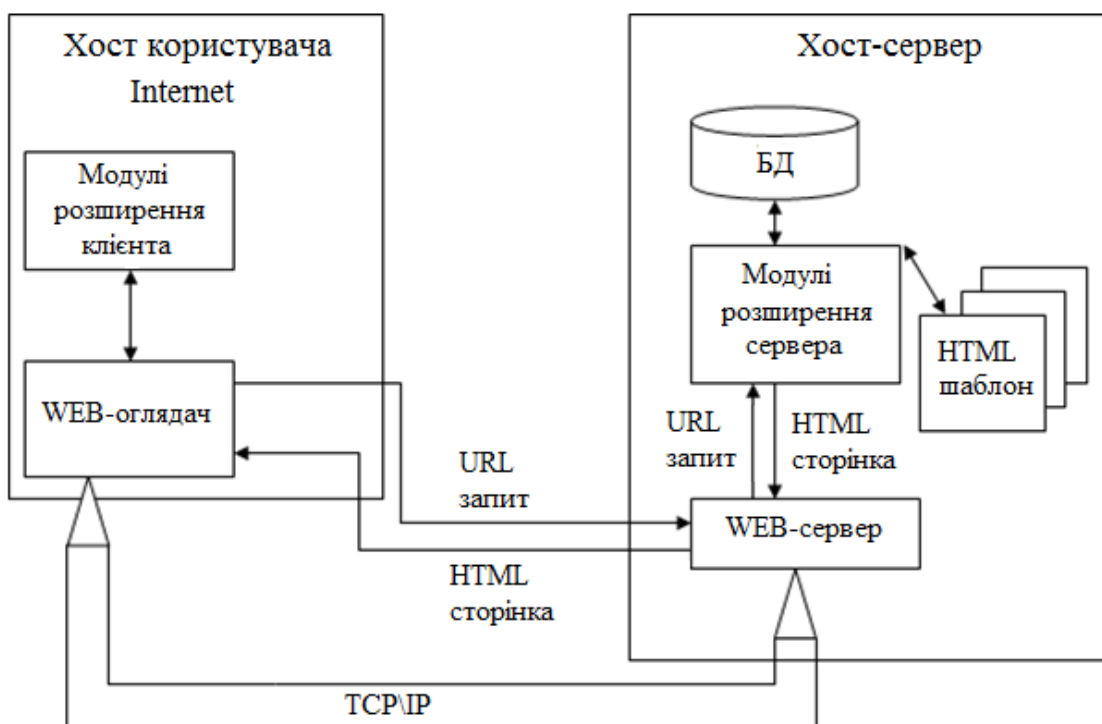 Хост користувача
Internet
Модулі
розширення
клієнта
WEB-оглядач
URL
запит
HTML
сторінка
TCP\IP
Хост-сервер
БД
Модулі
розширення
сервера
HTML
шаблон
URL
запит
HTML
сторінка
WEB-сервер